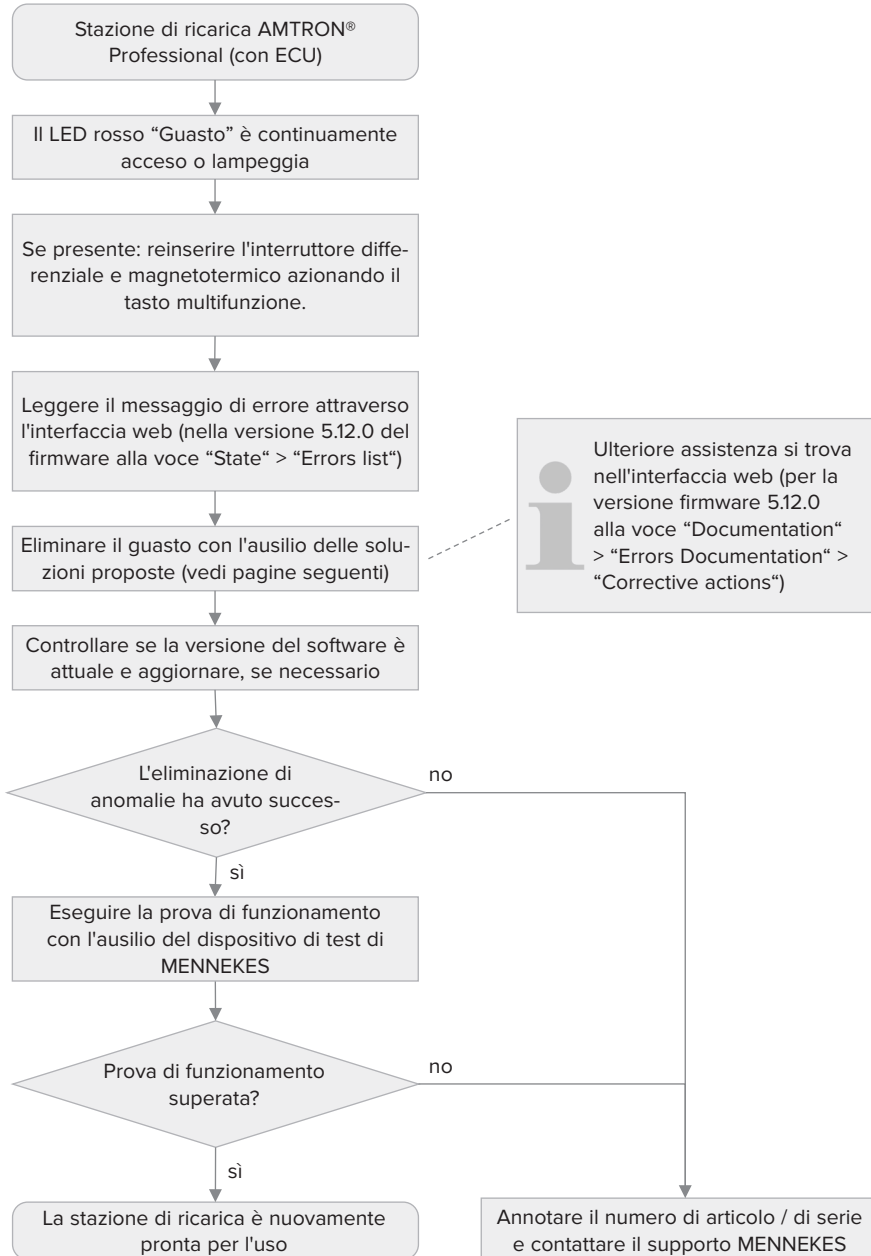 Stazione di ricarica AMTRON®
Professional (con ECU)
Il LED rosso “Guasto” è continuamente
acceso o lampeggia
Se presente: reinserire l'interruttore diffe-
renziale e magnetotermico azionando il
tasto multifunzione.
Leggere il messaggio di errore attraverso
l'interfaccia web (nella versione 5.12.0 del
firmware alla voce “State“ > “Errors list“)
Ulteriore assistenza si trova
nell'interfaccia web (per la
versione firmware 5.12.0
alla voce “Documentation“
> “Errors Documentation“ >
“Corrective actions“)
Eliminare il guasto con l'ausilio delle solu-
zioni proposte (vedi pagine seguenti)
Controllare se la versione del software è
attuale e aggiornare, se necessario
L'eliminazione di
anomalie ha avuto succes-
so?
no
sì
Eseguire la prova di funzionamento
con l'ausilio del dispositivo di test di
MENNEKES
Prova di funzionamento
superata?
no
sì
La stazione di ricarica è nuovamente
pronta per l'uso
Annotare il numero di articolo / di serie
e contattare il supporto MENNEKES